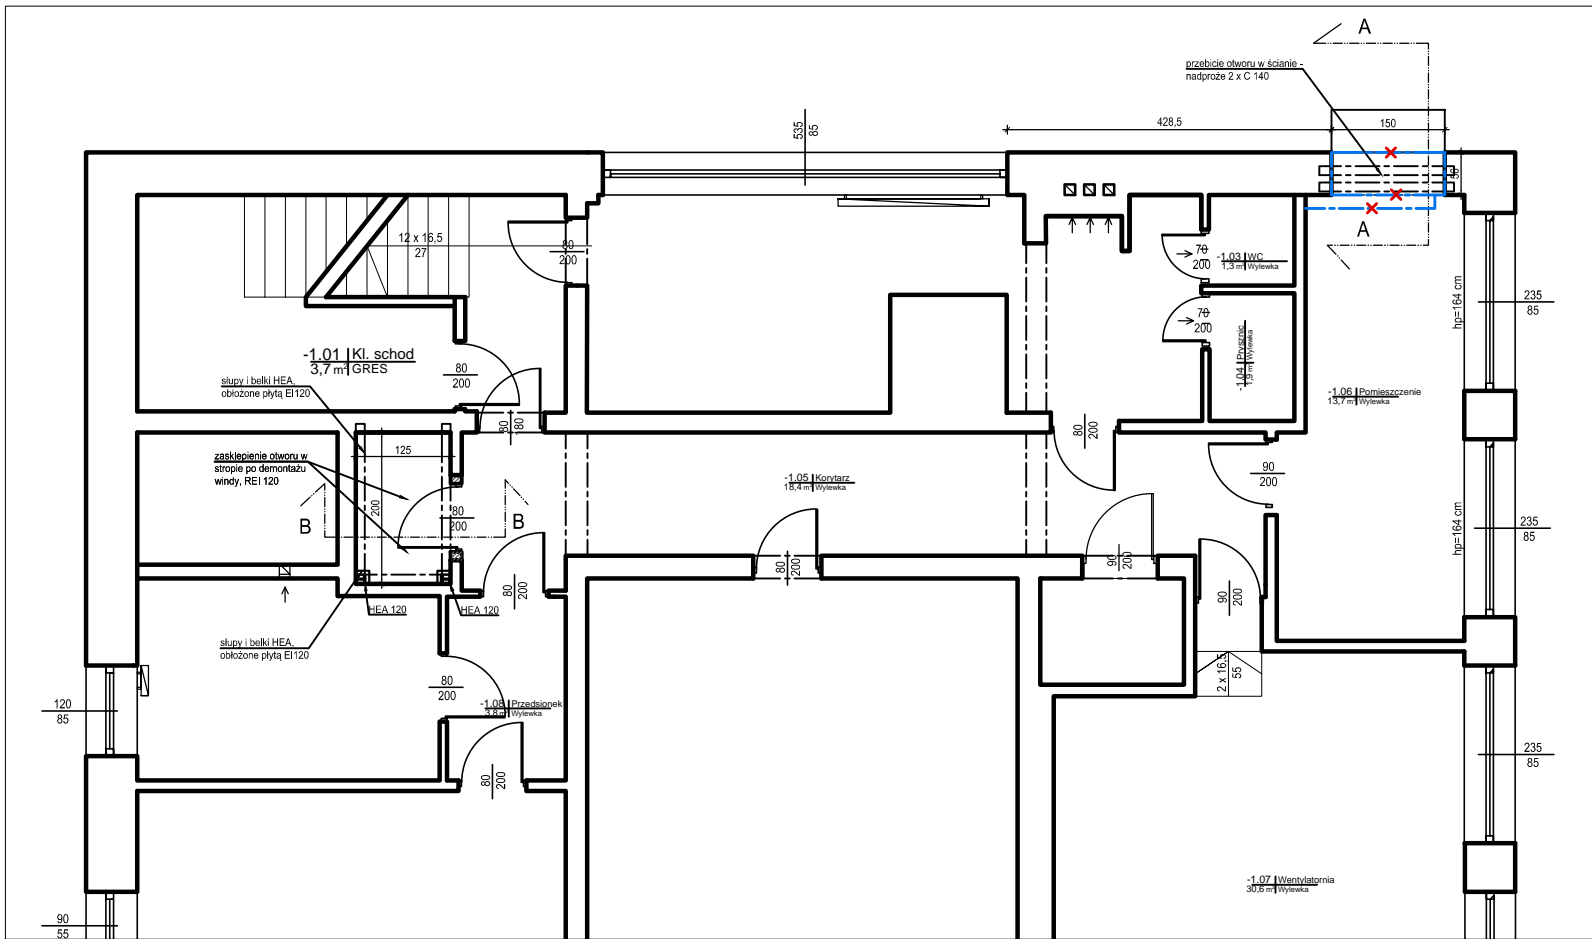 A
przebicie otworu w ścianie -
nadproże 2 x C 140
428,5
150
535
85
50
12 x 16,5
27
80
200
70
200
-1.03 WC
1,3 m² Wylewka
A
hp=164 cm
235
85
70
200
-1.04 Prysznic
1,9 m² Wylewka
-1.01 Kl. schod
3,7 m² GRES
80
200
słupy i belki HEA,
obłożone płytą EI120
-1.06 Pomieszczenie
13,7 m² Wylewka
80
180
80
200
125
zasklepienie otworu w
stropie po demontażu
windy, REI 120
90
200
-1.05 Korytarz
18,4 m² Wylewka
200
B
B
80
200
hp=164 cm
235
85
80
200
90
200
80
200
90
200
HEA 120
HEA 120
słupy i belki HEA,
obłożone płytą EI120
2 x 16,5
55
80
200
-1.08 Przedsionek
3,8 m² Wylewka
120
85
235
85
80
200
-1.07 Wentylatornia
30,6 m² Wylewka
90
55